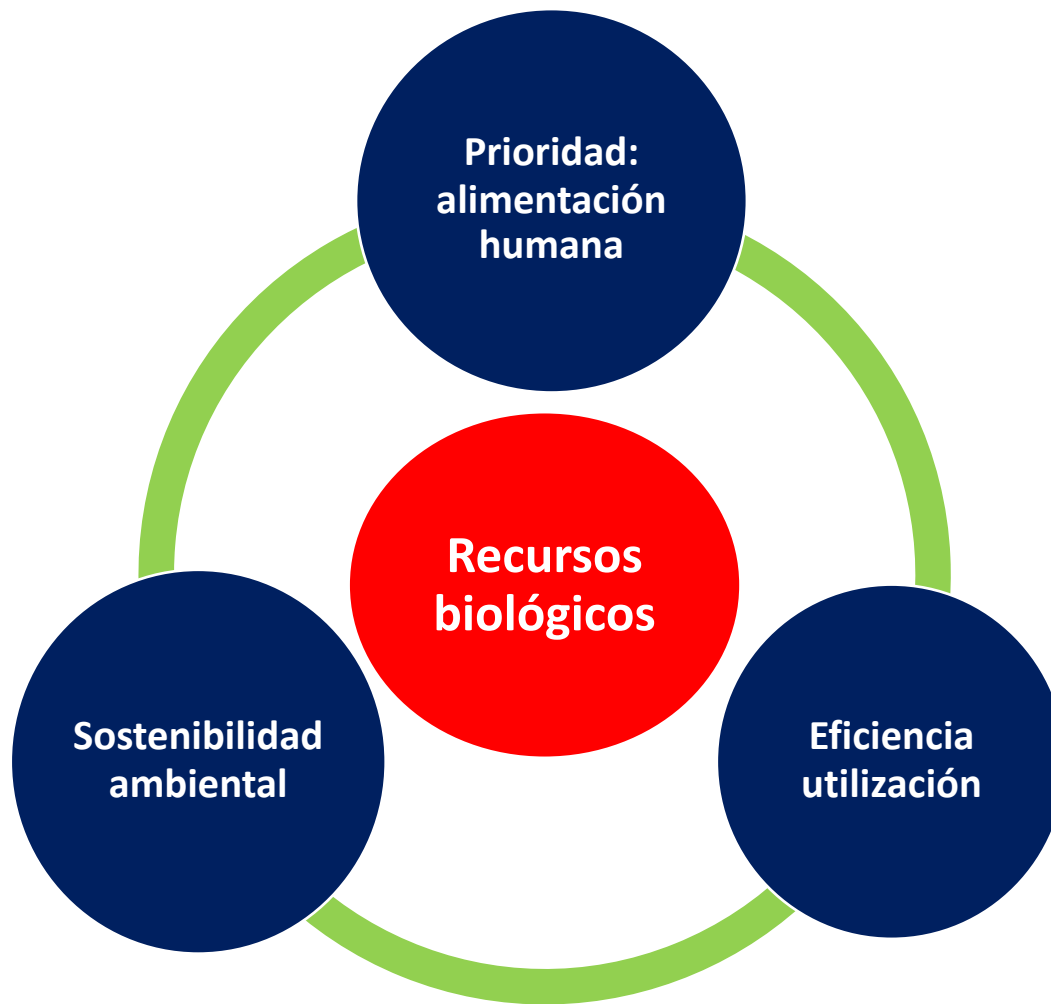 Prioridad:
alimentación
humana
Recursos
biológicos
Sostenibilidad
ambiental
Eficiencia
utilización